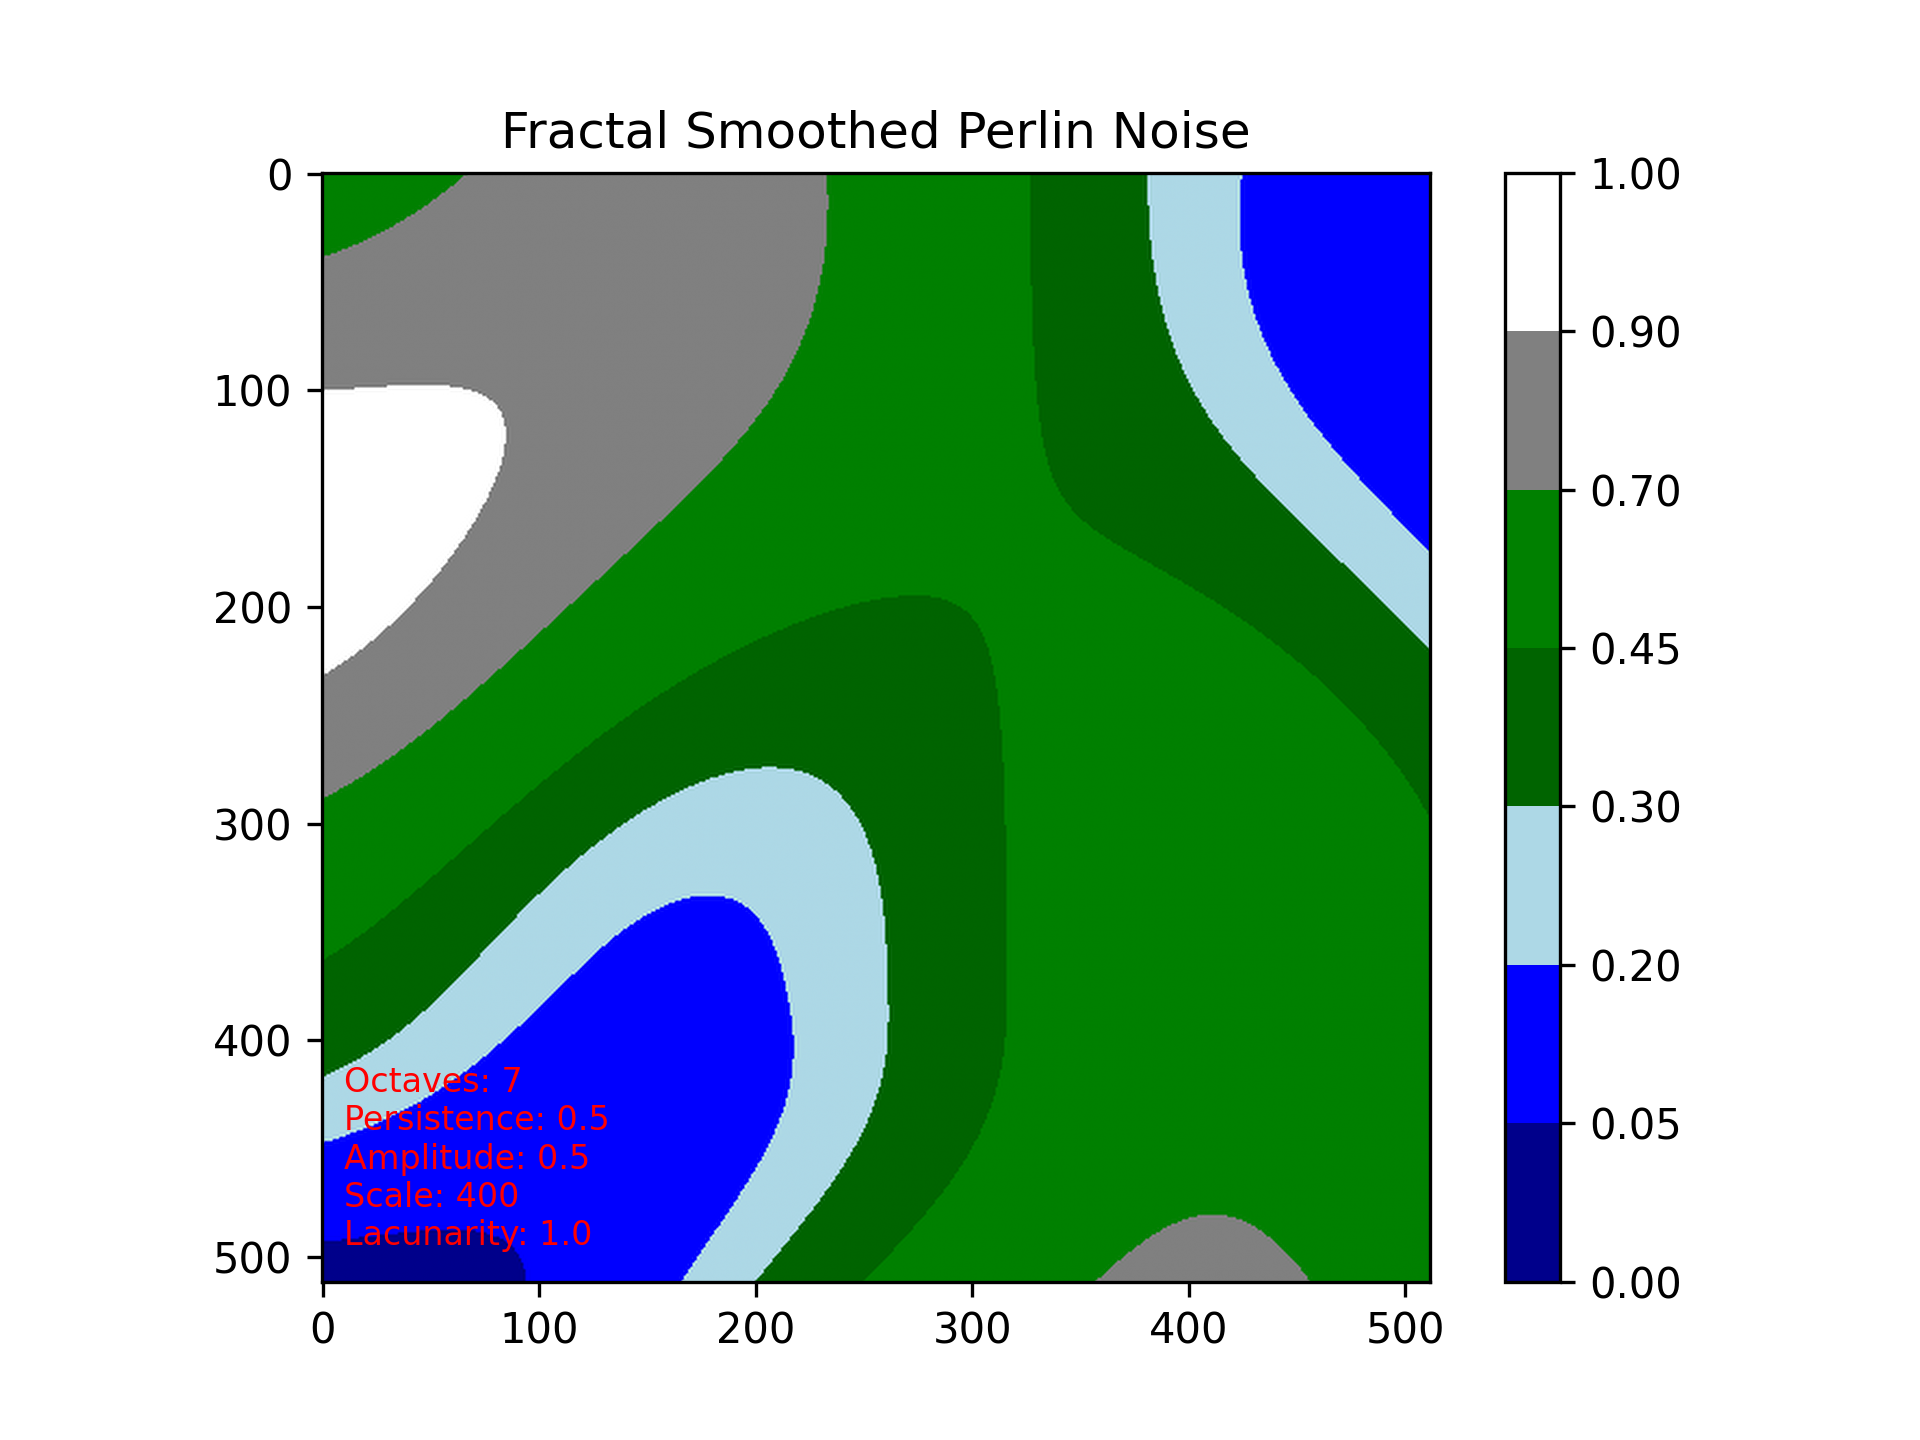 Fractal Smoothed Perlin Noise
0
100
200
300
400
500
Octaves: 7
Persistence: 0.5
Amplitude: 0.5
Scale: 400
Lacunarity: 1.0
0 100 200 300 400 500
1.00
0.90
0.70
0.45
0.30
0.20
0.05
0.00